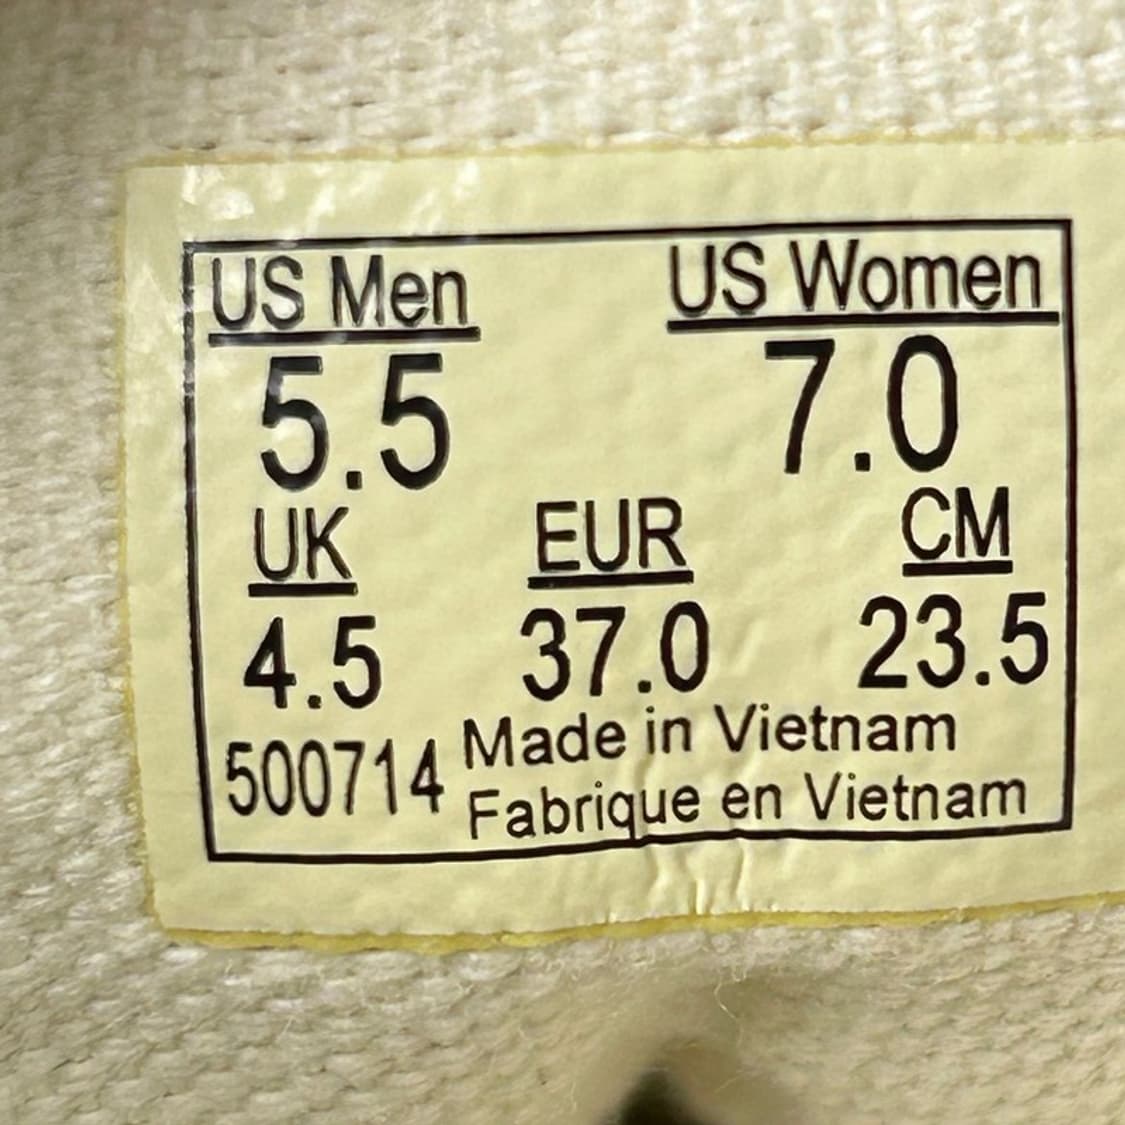 US Men US Women
5.5 7.0
UK EUR CM
4.5 37.0 23.5
500714 Made in Vietnam
Fabrique en Vietnam